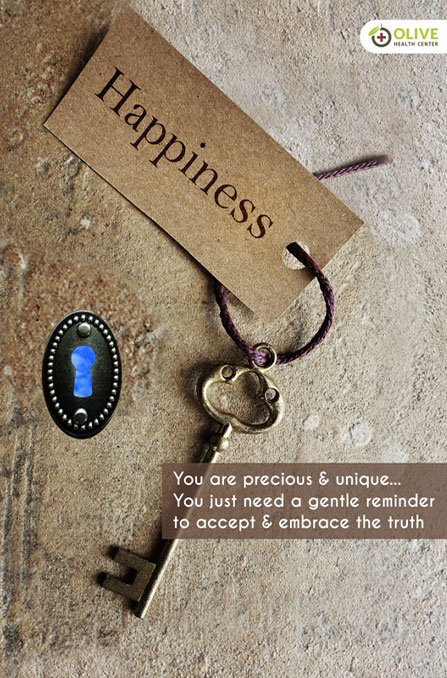 OLIVE
HEALTH CENTER
Happiness
You are precious & unique...
You just need a gentle reminder
to accept & embrace the truth